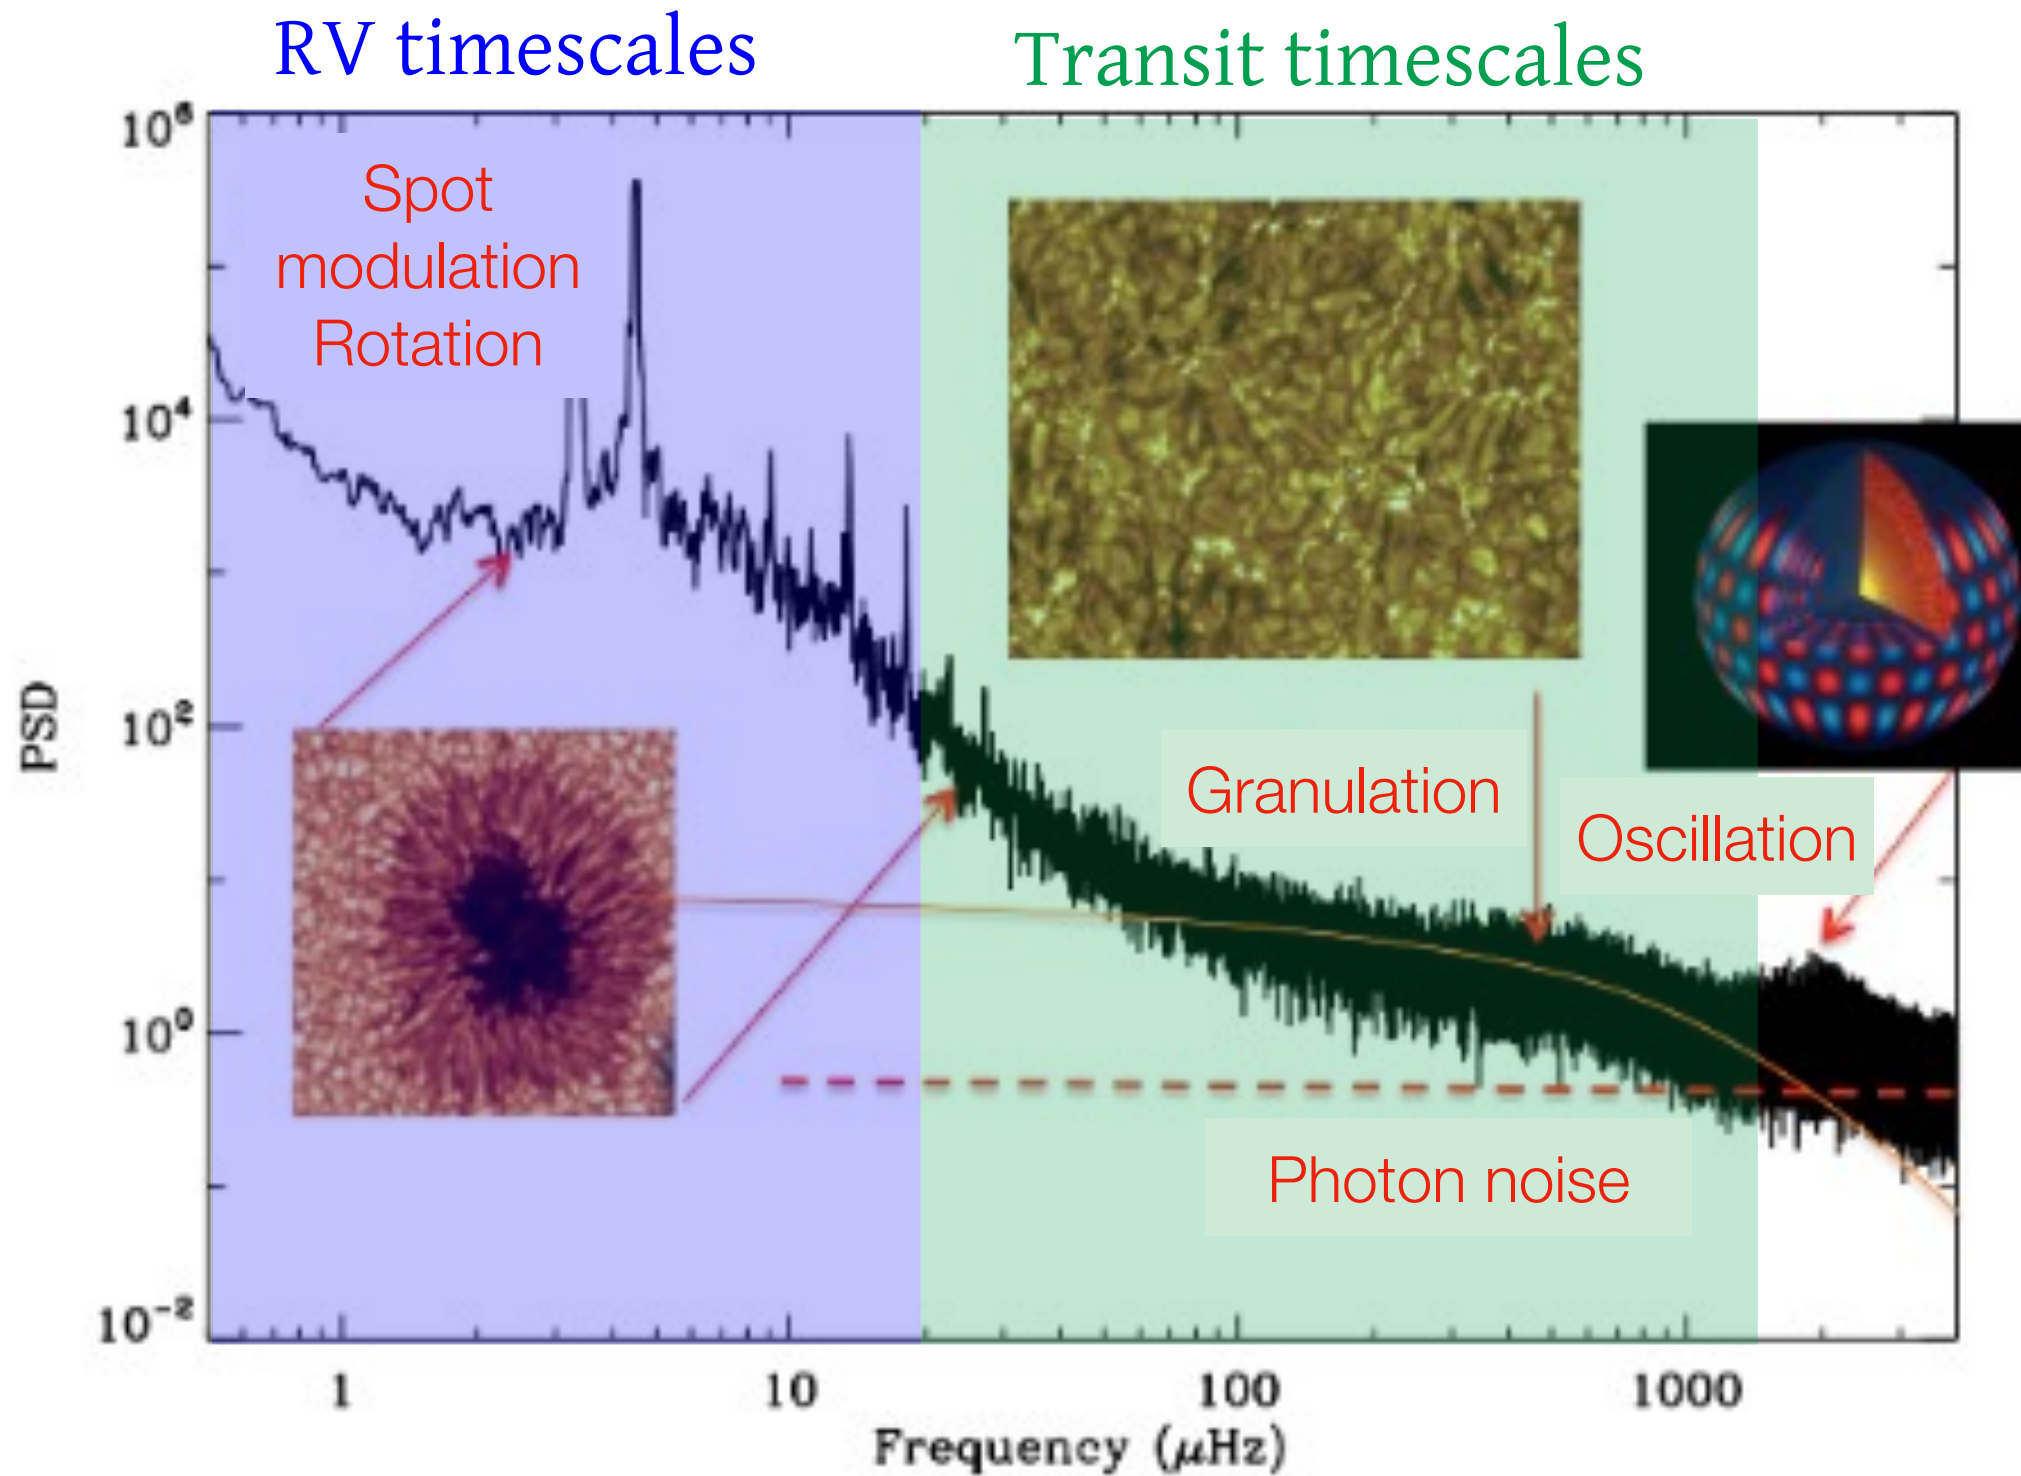 RV timescales
Transit timescales
Spot
modulation
Rotation
Granulation
Oscillation
Photon noise
PSD
10⁶
10⁴
10²
10⁰
10⁻²
1
10
100
1000
Frequency (μHz)